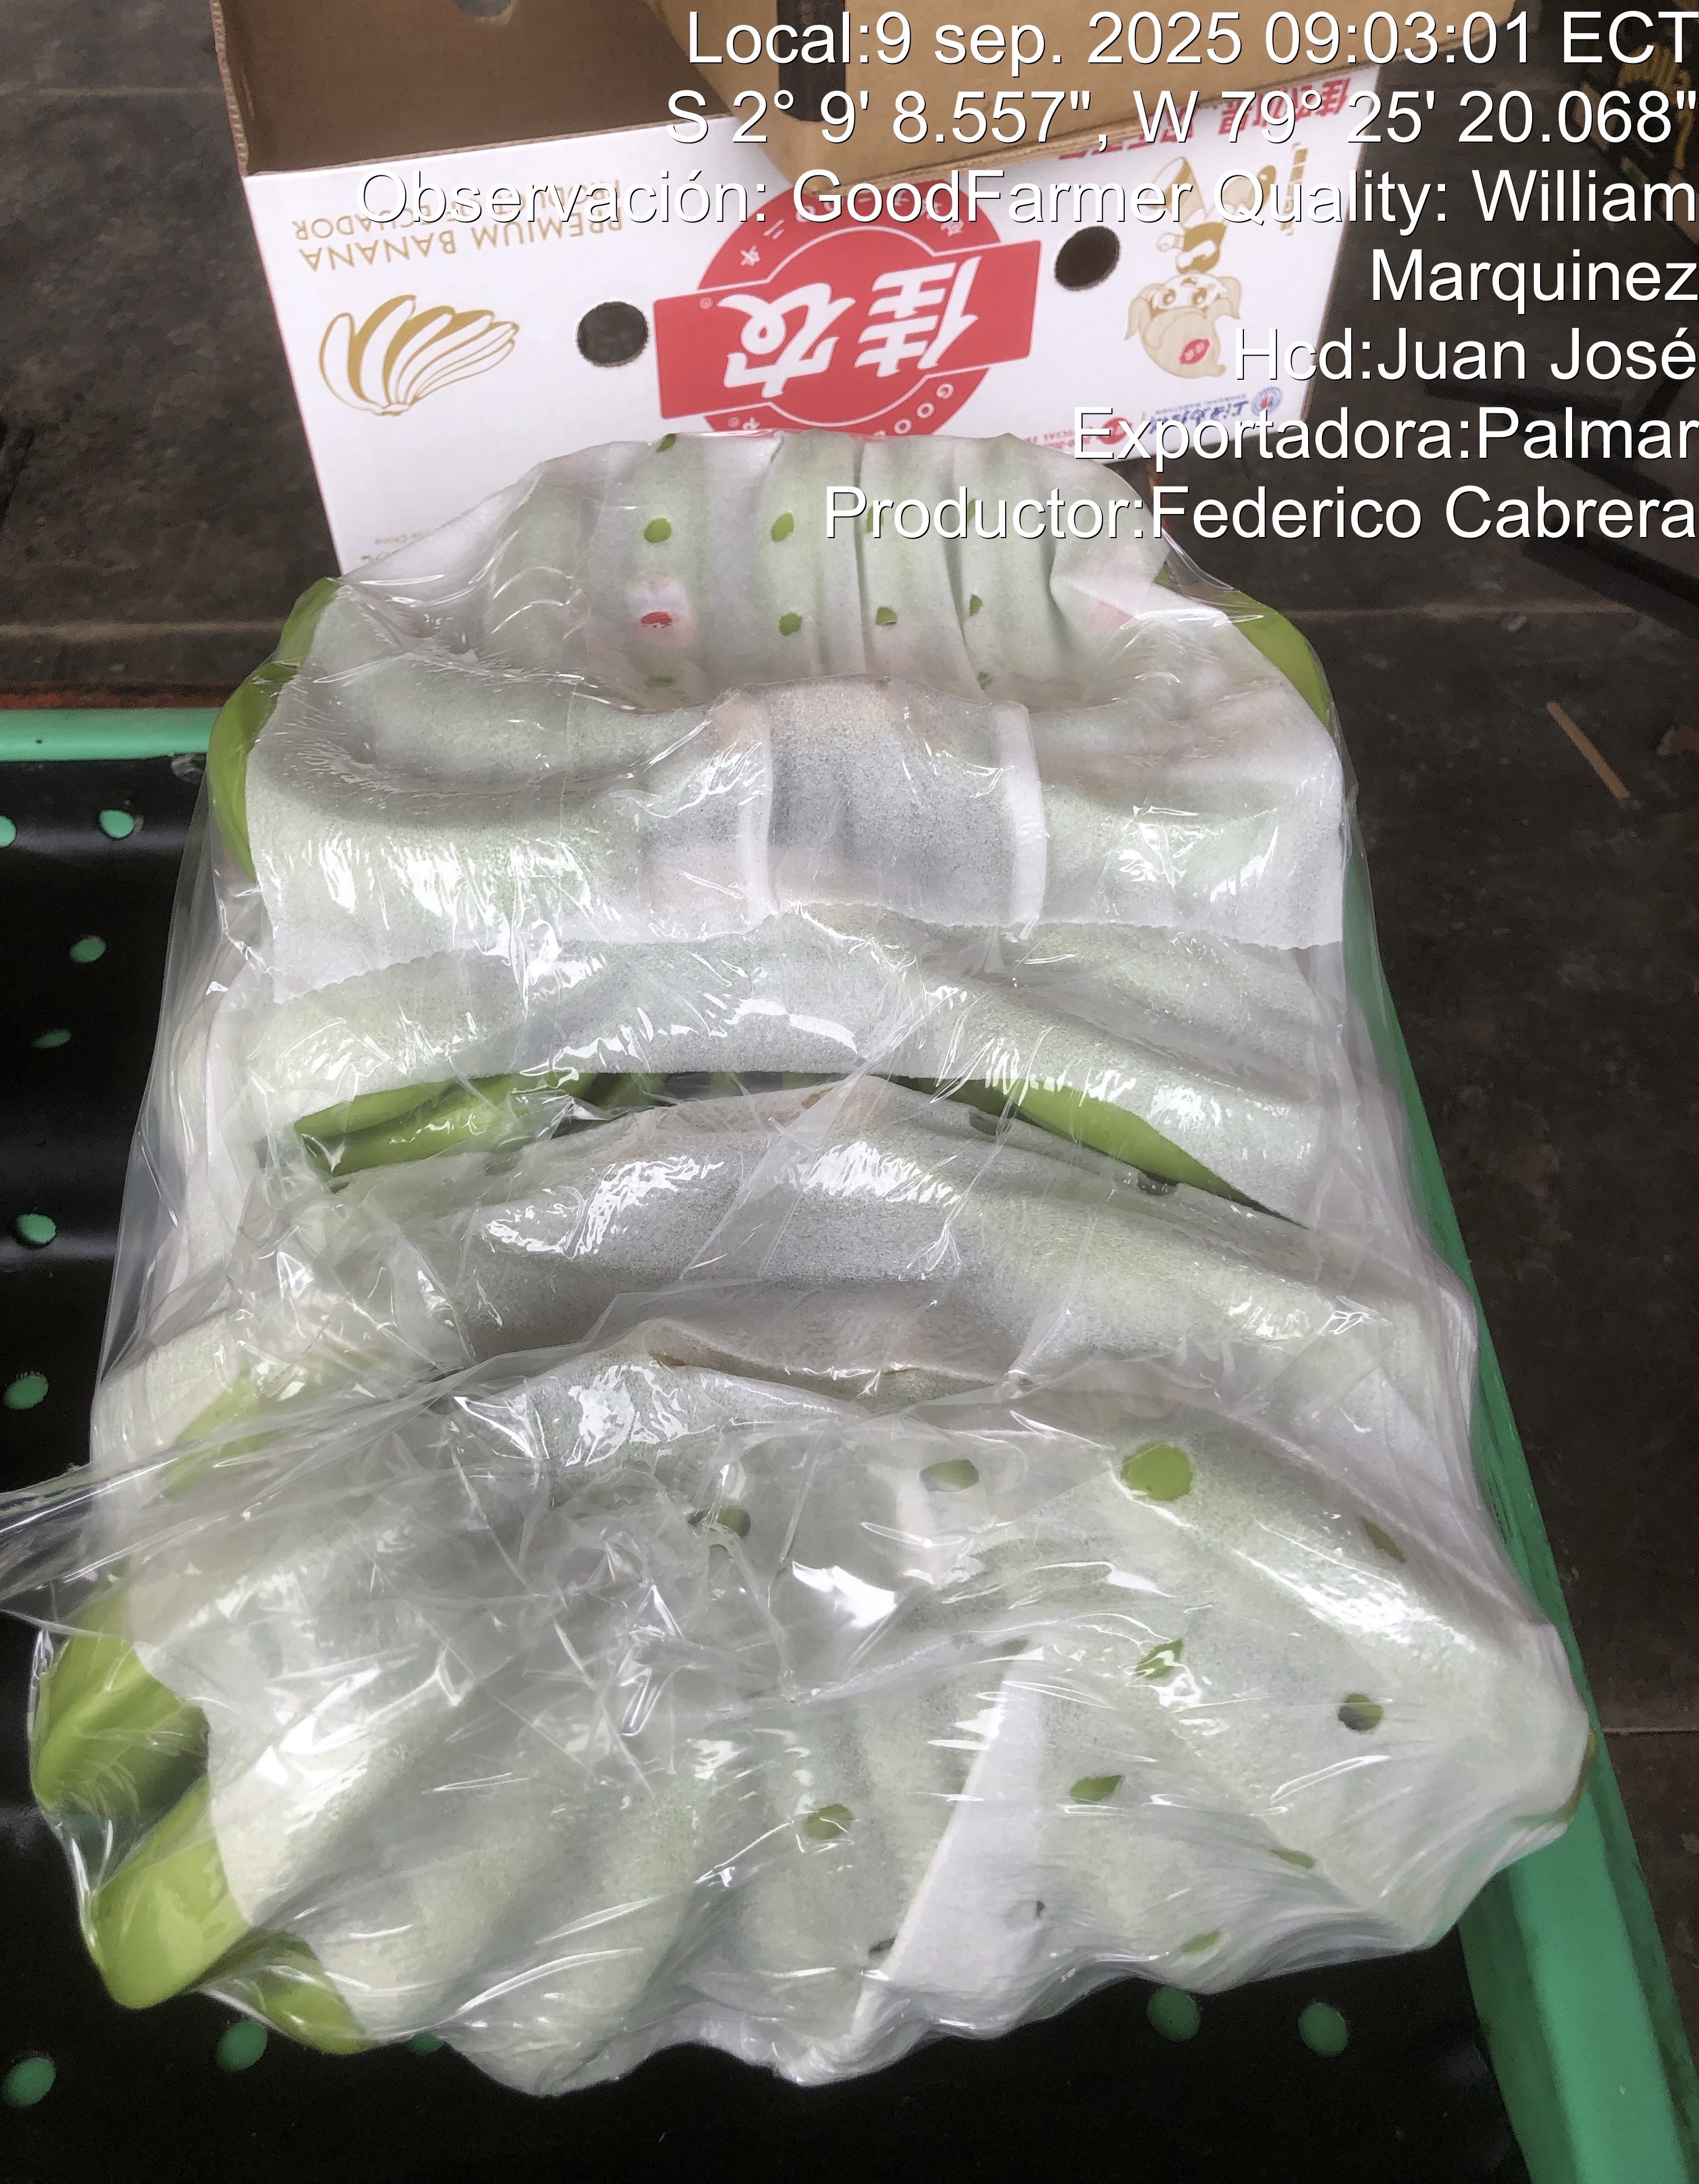 Local:9 sep. 2025 09:03:01 ECT
S 2° 9' 8.557", W 79° 25' 20.068"
Observación: GoodFarmer Quality: William
Marquinez
Hcd:Juan José
Exportadora:Palmar
Productor:Federico Cabrera
PREMIUM BANANA
佳农